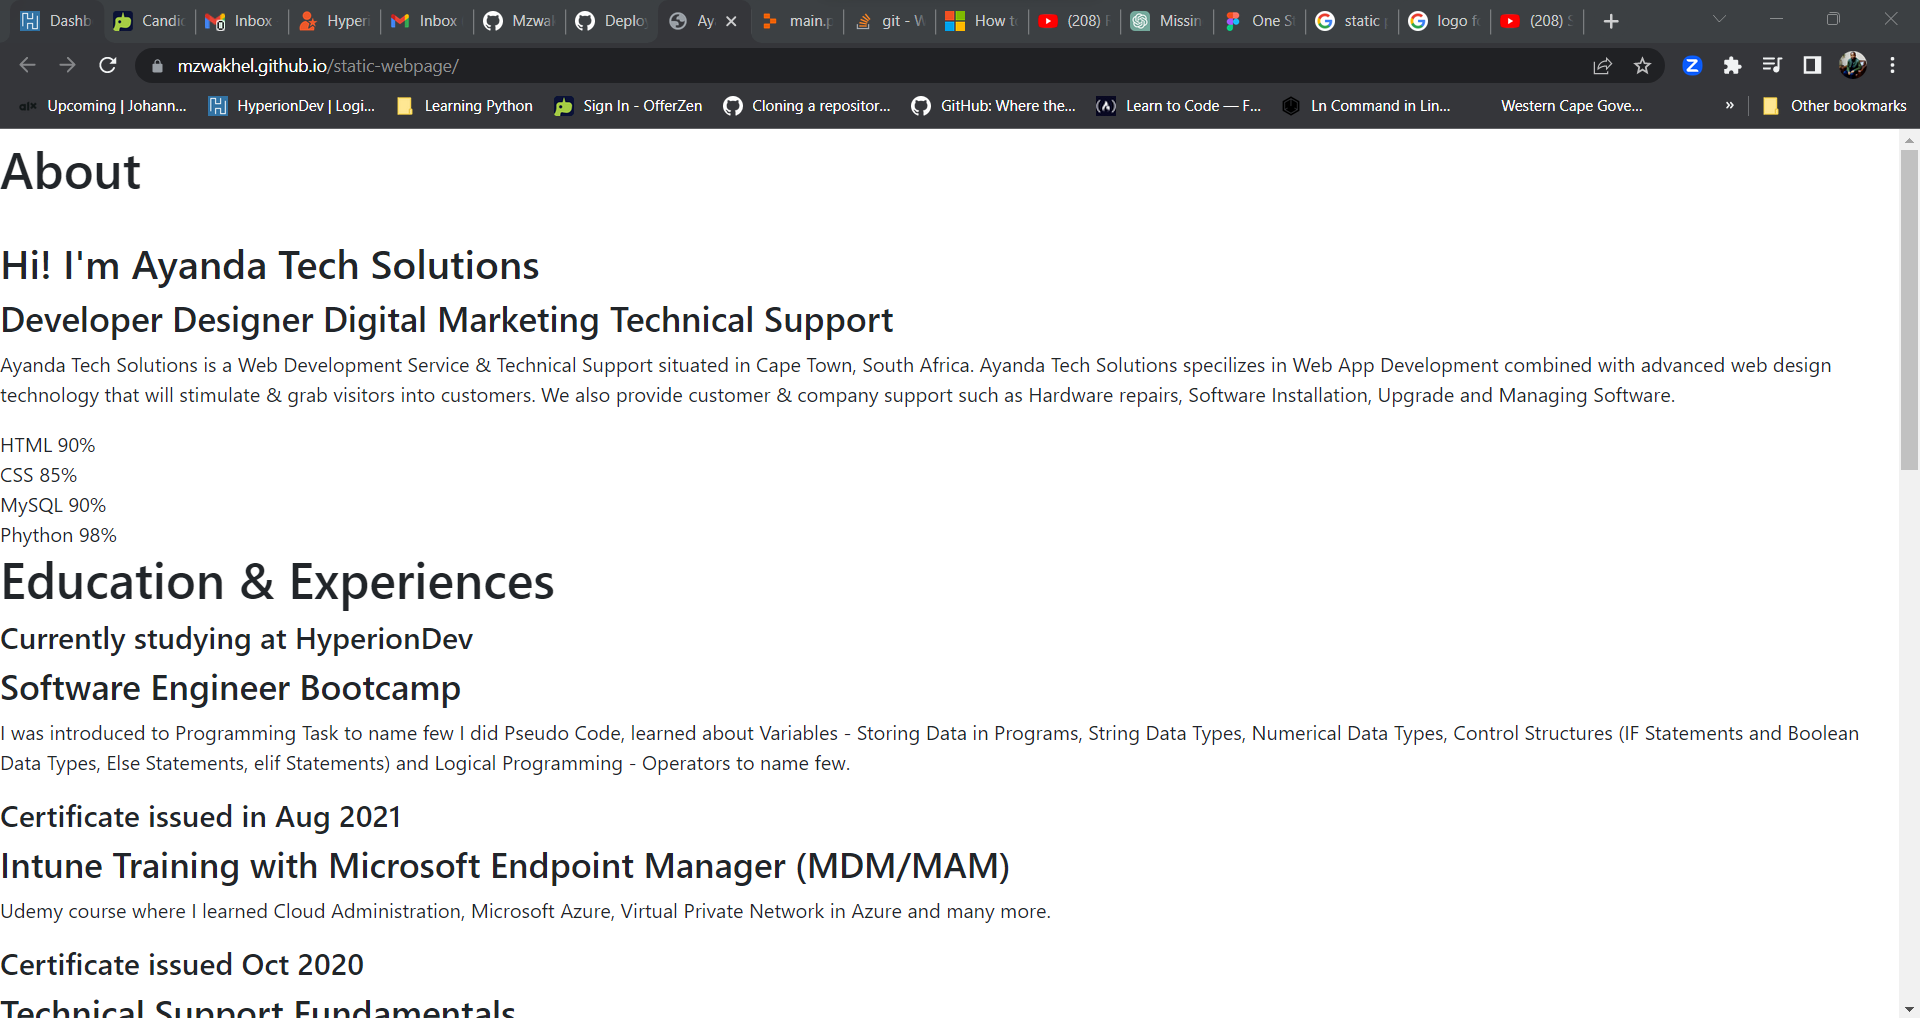 Dashb
Candic
Inbox
Hyperi
Inbox
Mzwak
Deplo
Ay
main.p
git - W
How to
(208)
Missin
One S
static
logo f
(208)
mzwakhel.github.io/static-webpage/
Upcoming | Johann...
HyperionDev | Logi...
Learning Python
Sign In - OfferZen
Cloning a repositor...
GitHub: Where the...
Learn to Code — F...
Ln Command in Lin...
Western Cape Gove...
»
Other bookmarks
About
Hi! I'm Ayanda Tech Solutions
Developer Designer Digital Marketing Technical Support
Ayanda Tech Solutions is a Web Development Service & Technical Support situated in Cape Town, South Africa. Ayanda Tech Solutions specilizes in Web App Development combined with advanced web design
technology that will stimulate & grab visitors into customers. We also provide customer & company support such as Hardware repairs, Software Installation, Upgrade and Managing Software.
HTML 90%
CSS 85%
MySQL 90%
Phython 98%
Education & Experiences
Currently studying at HyperionDev
Software Engineer Bootcamp
I was introduced to Programming Task to name few I did Pseudo Code, learned about Variables - Storing Data in Programs, String Data Types, Numerical Data Types, Control Structures (IF Statements and Boolean
Data Types, Else Statements, elif Statements) and Logical Programming - Operators to name few.
Certificate issued in Aug 2021
Intune Training with Microsoft Endpoint Manager (MDM/MAM)
Udemy course where I learned Cloud Administration, Microsoft Azure, Virtual Private Network in Azure and many more.
Certificate issued Oct 2020
Technical Support Fundamentals